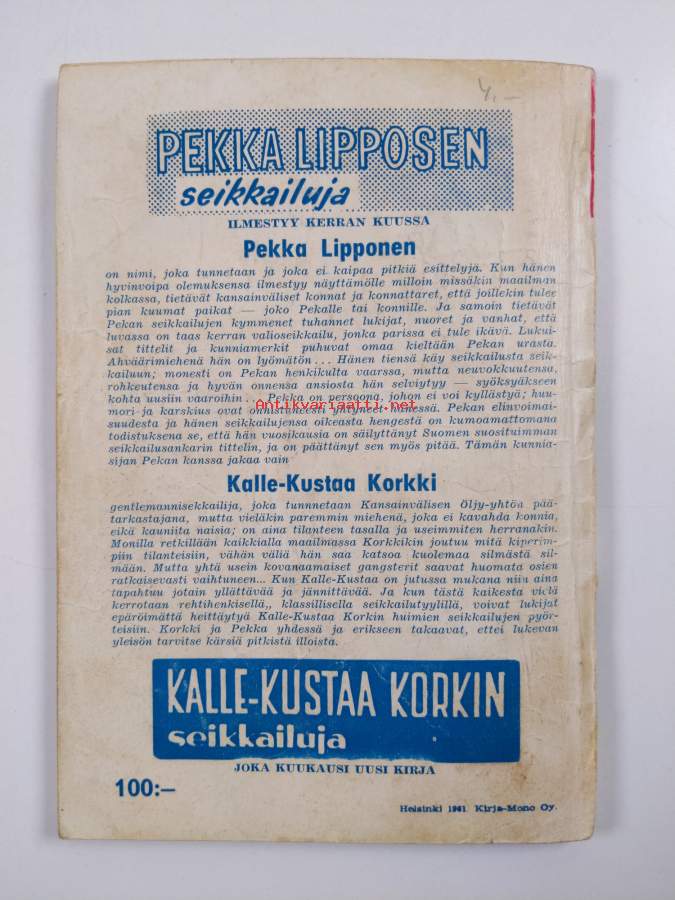 4,–
PEKKA LIPPOSEN
seikkailuja
ILMESTYY KERRAN KUUSSA
Pekka Lipponen
on nimi, joka tunnetaan ja joka ei kaipaa pitkiä esittelyjä. Kun hänen
hyvinvoipa olemuksensa ilmestyy näyttämölle milloin missäkin maailman
kolkassa, tietävät kansainväliset konnat ja konnattaret, että joillekin tulee
pian kuumat paikat — joko Pekalle tai konnille. Ja samoin tietävät
Pekan seikkailujen kymmenet tuhannet lukijat, nuoret ja vanhat, että
luvassa on taas kerran valioseikkailu, jonka parissa ei tule ikävä. Lukui-
sat tittelit ja kunniamerkit puhuvat omaa kieltään Pekan urasta.
Ahväärimiehenä hän on lyömätön... Hänen tiensä käy seikkailusta seik-
kailuun; monesti on Pekan henkikulta vaarassa, mutta neuvokkuutensa,
rohkeutensa ja hyvän onnensa ansiosta hän selviytyy — syöksyäkseen
kohta uusiin vaaroihin... Pekka on persoona, johon ei voi kyllästyä; huu-
Antikvariaatti.net
mori ja karskius ovat onnistuneesti yhtyneet hänessä. Pekan elinvoimai-
suudesta ja hänen seikkailujensa oikeasta hengestä on kumoamattomana
todistuksena se, että hän vuosikausia on säilyttänyt Suomen suosituimman
seikkailusankarin tittelin, ja on päättänyt sen myös pitää. Tämän kunnia-
sijan Pekan kanssa jakaa vain
Kalle-Kustaa Korkki
gentlemannisekkailija, joka tunnnetaan Kansainvälisen Öljy-yhtön pää-
tarkastajana, mutta vieläkin paremmin miehenä, joka ei kavahda konnia,
eikä kauniita naisia; on aina tilanteen tasalla ja useimmiten herranakin.
Monilla retkillään kaikkialla maailmassa Korkkikin joutuu mitä kiperim-
piin tilanteisiin, vähän väliä hän saa katsoa kuolemaa silmästä sil-
mään. Mutta yhtä usein kovanaamaiset gangsterit saavat huomata osien
ratkaisevasti vaihtuneen... Kun Kalle-Kustaa on jutussa mukana niin aina
tapahtuu jotain yllättävää ja jännittävää. Ja kun tästä kaikesta vielä
kerrotaan rehtihenkisellä,, klassillisella seikkailutyylillä, voivat lukijat
epäröimättä heittäytyä Kalle-Kustaa Korkin huimien seikkailujen pyör-
teisiin. Korkki ja Pekka yhdessä ja erikseen takaavat, ettei lukevan
yleisön tarvitse kärsiä pitkistä illoista.
KALLE-KUSTAA KORKIN
seikkailuja
JOKA KUUKAUSI UUSI KIRJA
100:—
Helsinki 1961. Kirja-Mono Oy.